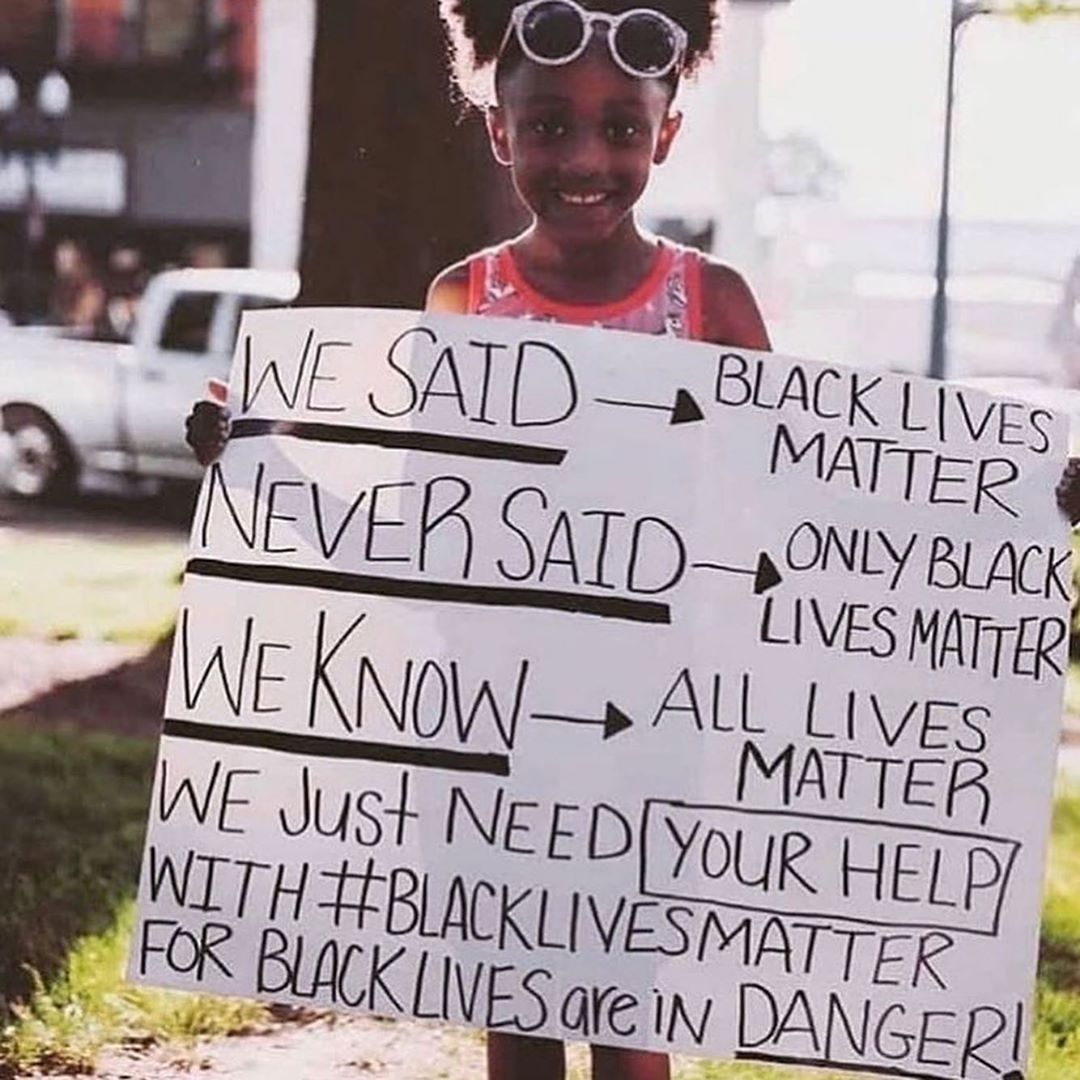 WE SAID → BLACK LIVES
MATTER
NEVER SAID → ONLY BLACK
LIVES MATTER
WE KNOW → ALL LIVES
MATTER
WE Just NEED YOUR HELP
WITH #BLACKLIVESMATTER
FOR BLACK LIVES are iN DANGER!